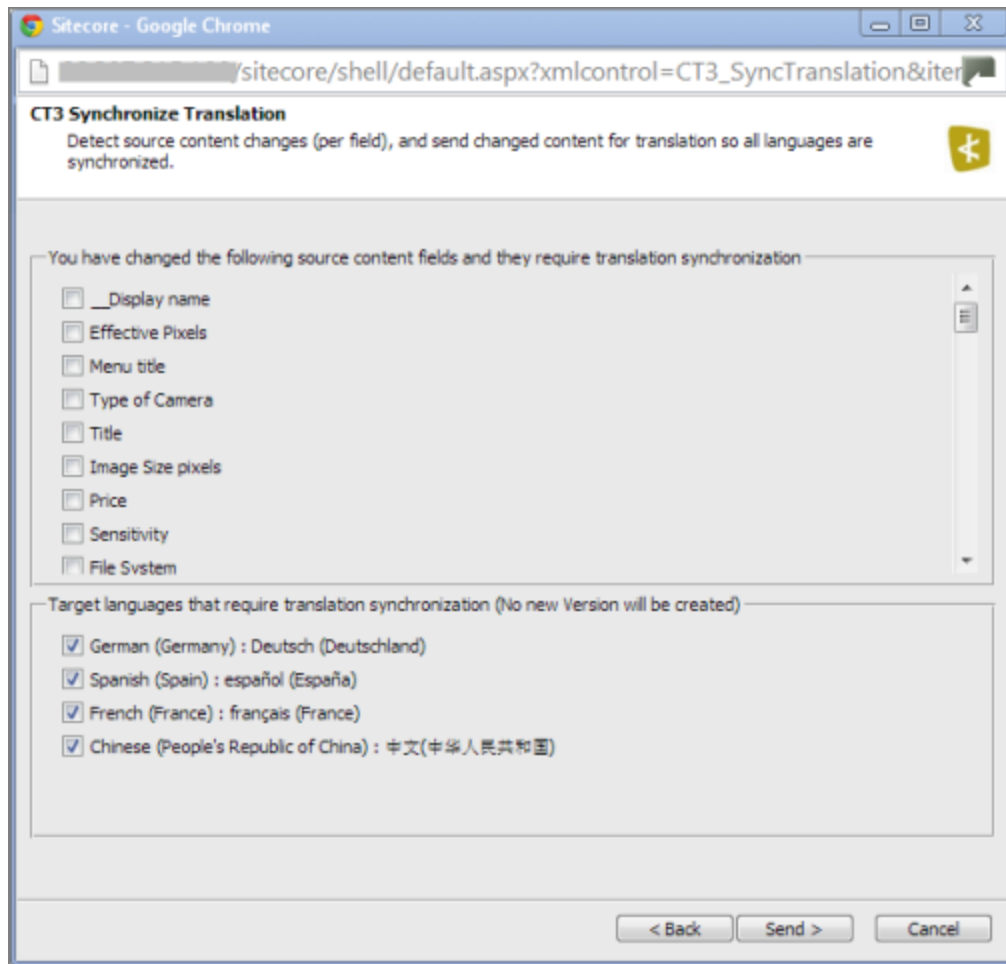 Sitecore - Google Chrome
/sitecore/shell/default.aspx?xmlcontrol=CT3_SyncTranslation&iter
CT3 Synchronize Translation
Detect source content changes (per field), and send changed content for translation so all languages are
synchronized.
You have changed the following source content fields and they require translation synchronization
__Display name
Effective Pixels
Menu title
Type of Camera
Title
Image Size pixels
Price
Sensitivity
File System
Target languages that require translation synchronization (No new Version will be created)
German (Germany) : Deutsch (Deutschland)
Spanish (Spain) : español (España)
French (France) : français (France)
Chinese (People's Republic of China) : 中文(中华人民共和国)
< Back
Send >
Cancel